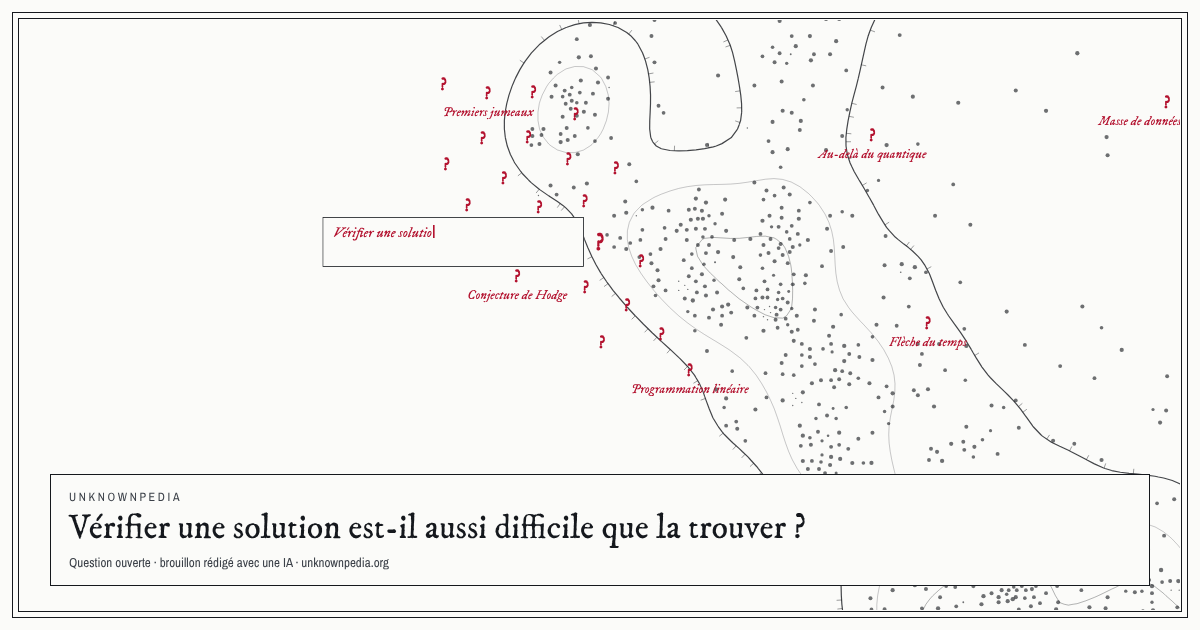 Premiers jumeaux
Masse de données
Au-delà du quantique
Vérifier une solutio
Conjecture de Hodge
Flèche du temps
Programmation linéaire
UNKNOWNPEDIA
Vérifier une solution est-il aussi difficile que la trouver ?
Question ouverte · brouillon rédigé avec une IA · unknownpedia.org